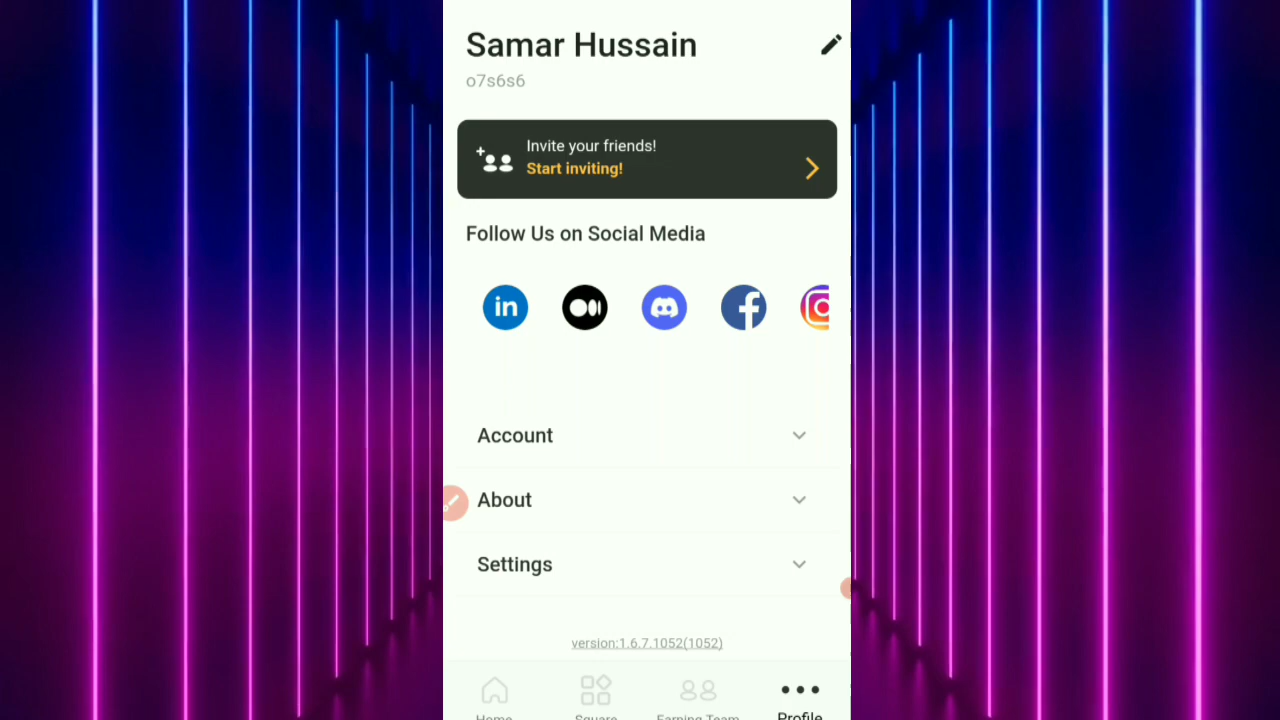 Samar Hussain
o7s6s6
Invite your friends!
Start inviting!
Follow Us on Social Media
in
Account
About
Settings
version:1.6.7.1052(1052)
Home
Square
Earning Team
Profile